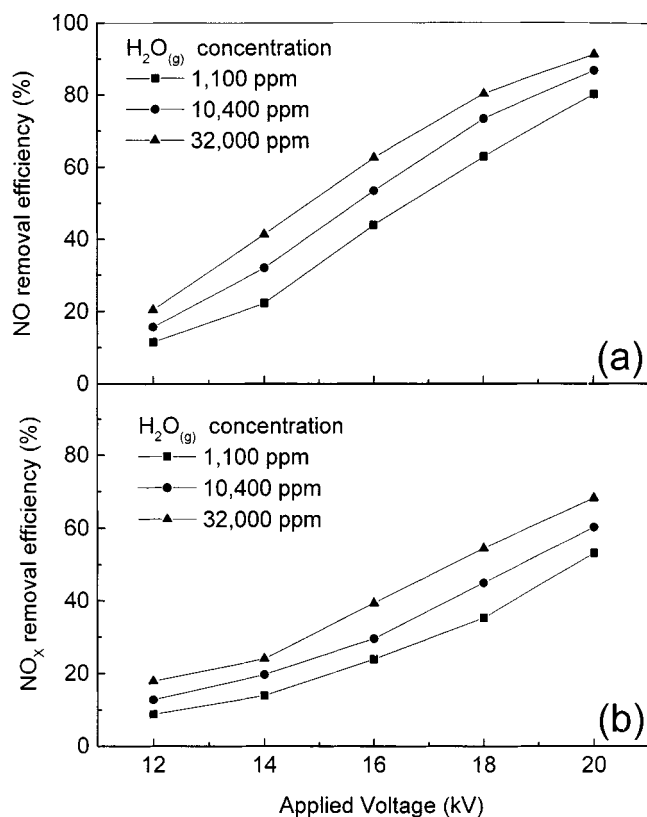 100
80
60
40
20
0
NO removal efficiency (%)
H₂O₍g₎ concentration
1,100 ppm
10,400 ppm
32,000 ppm
(a)
80
60
40
20
0
NOₓ removal efficiency (%)
H₂O₍g₎ concentration
1,100 ppm
10,400 ppm
32,000 ppm
(b)
12 14 16 18 20
Applied Voltage (kV)